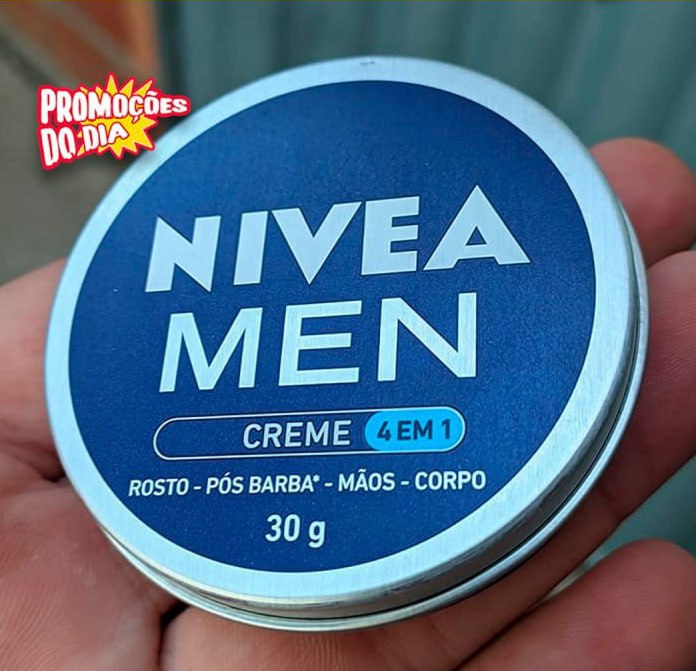 PROMOÇÕES
DO DIA
NIVEA
MEN
CREME 4 EM 1
ROSTO - PÓS BARBA* - MÃOS - CORPO
30 g